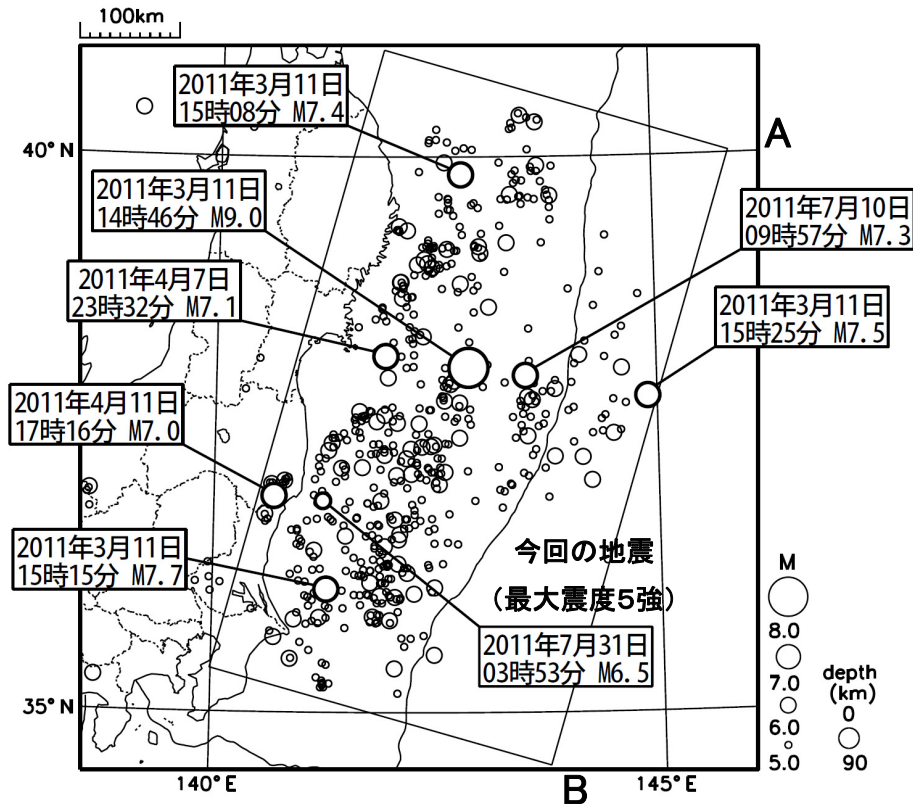 100km
2011年3月11日
15時08分 M7.4
A
40°N
2011年3月11日
14時46分 M9.0
2011年7月10日
09時57分 M7.3
2011年4月7日
23時32分 M7.1
2011年3月11日
15時25分 M7.5
2011年4月11日
17時16分 M7.0
2011年3月11日
15時15分 M7.7
今回の地震
(最大震度5強)
2011年7月31日
03時53分 M6.5
M
8.0
7.0
6.0
5.0
depth
(km)
0
90
35°N
140°E
B
145°E